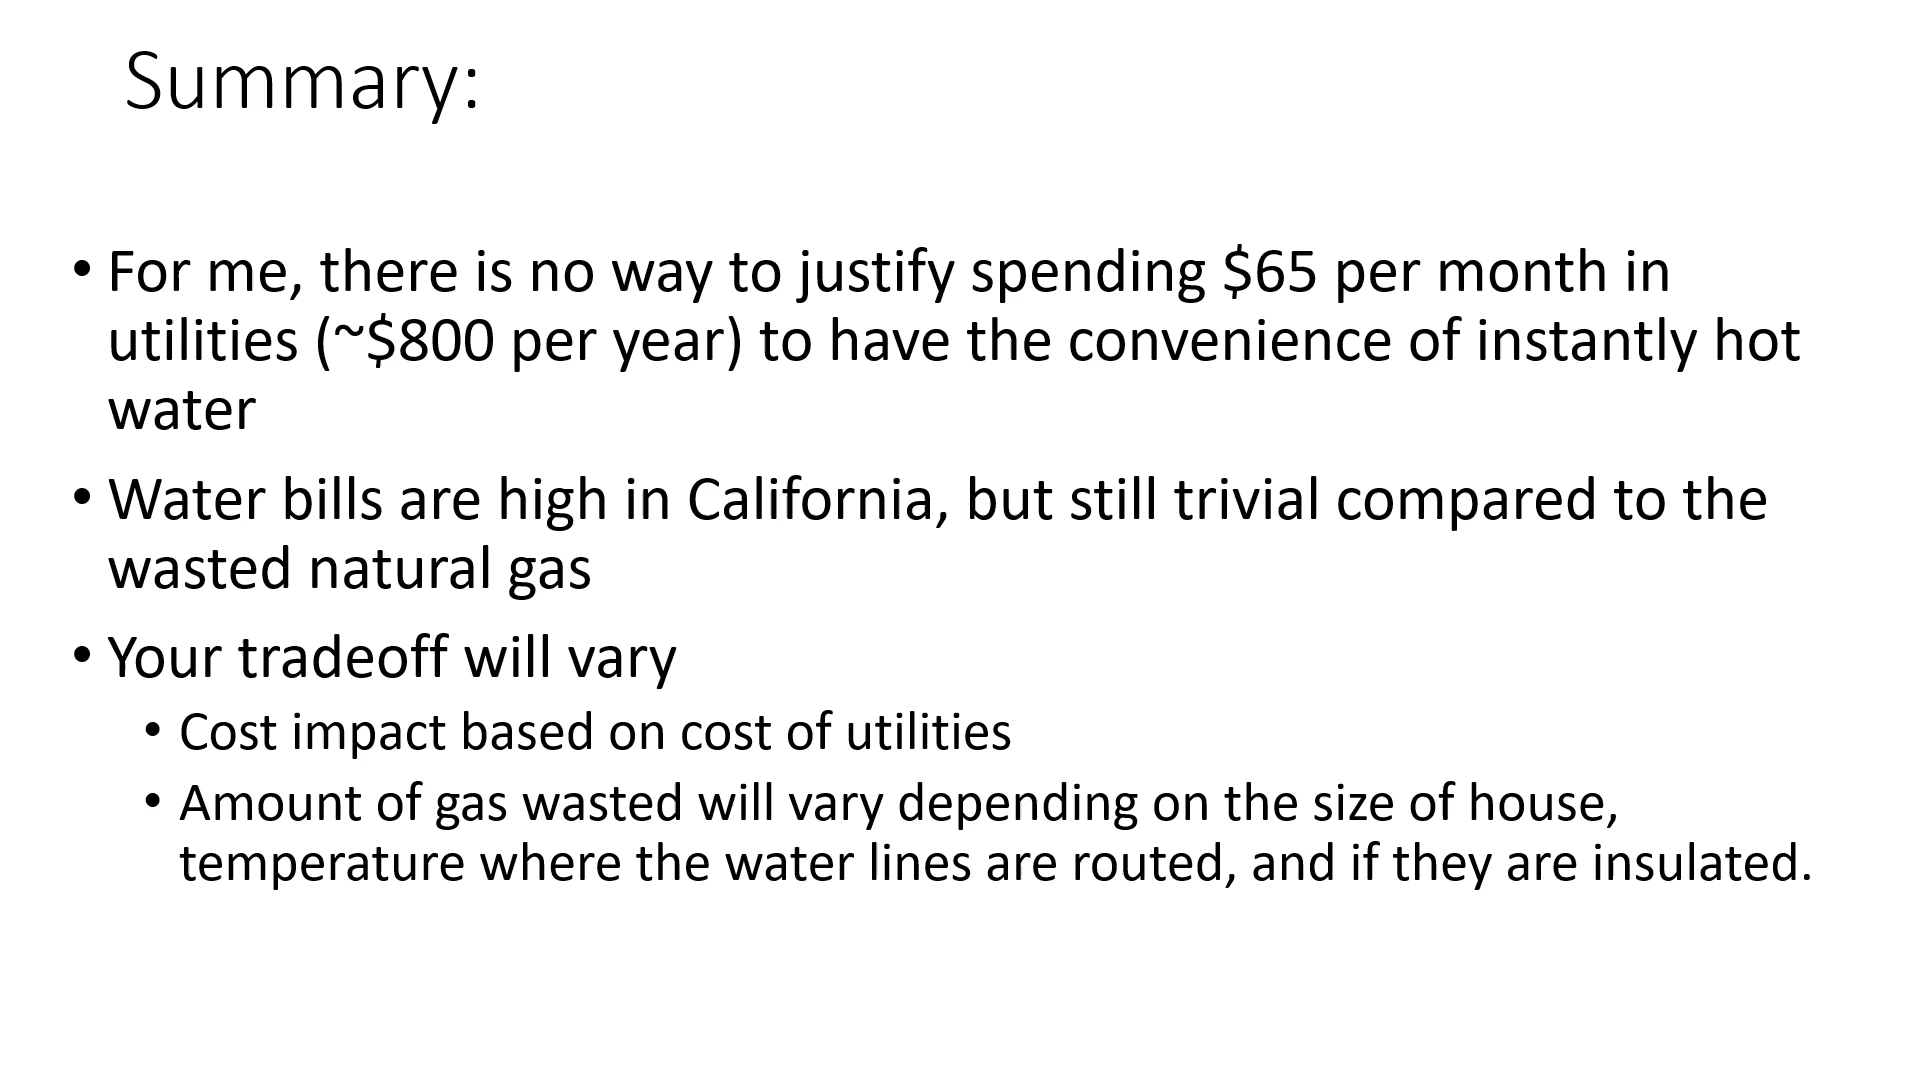 Summary:
• For me, there is no way to justify spending $65 per month in
utilities (~$800 per year) to have the convenience of instantly hot
water
• Water bills are high in California, but still trivial compared to the
wasted natural gas
• Your tradeoff will vary
• Cost impact based on cost of utilities
• Amount of gas wasted will vary depending on the size of house,
temperature where the water lines are routed, and if they are insulated.